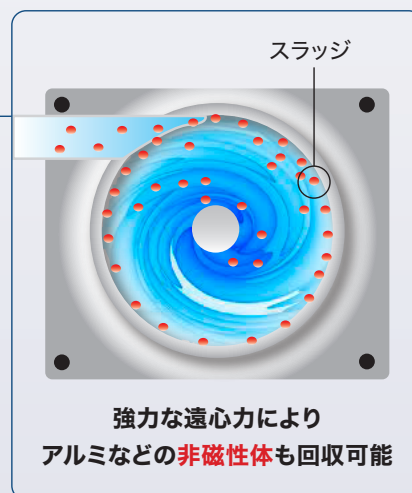 スラッジ
強力な遠心力により
アルミなどの非磁性体も回収可能